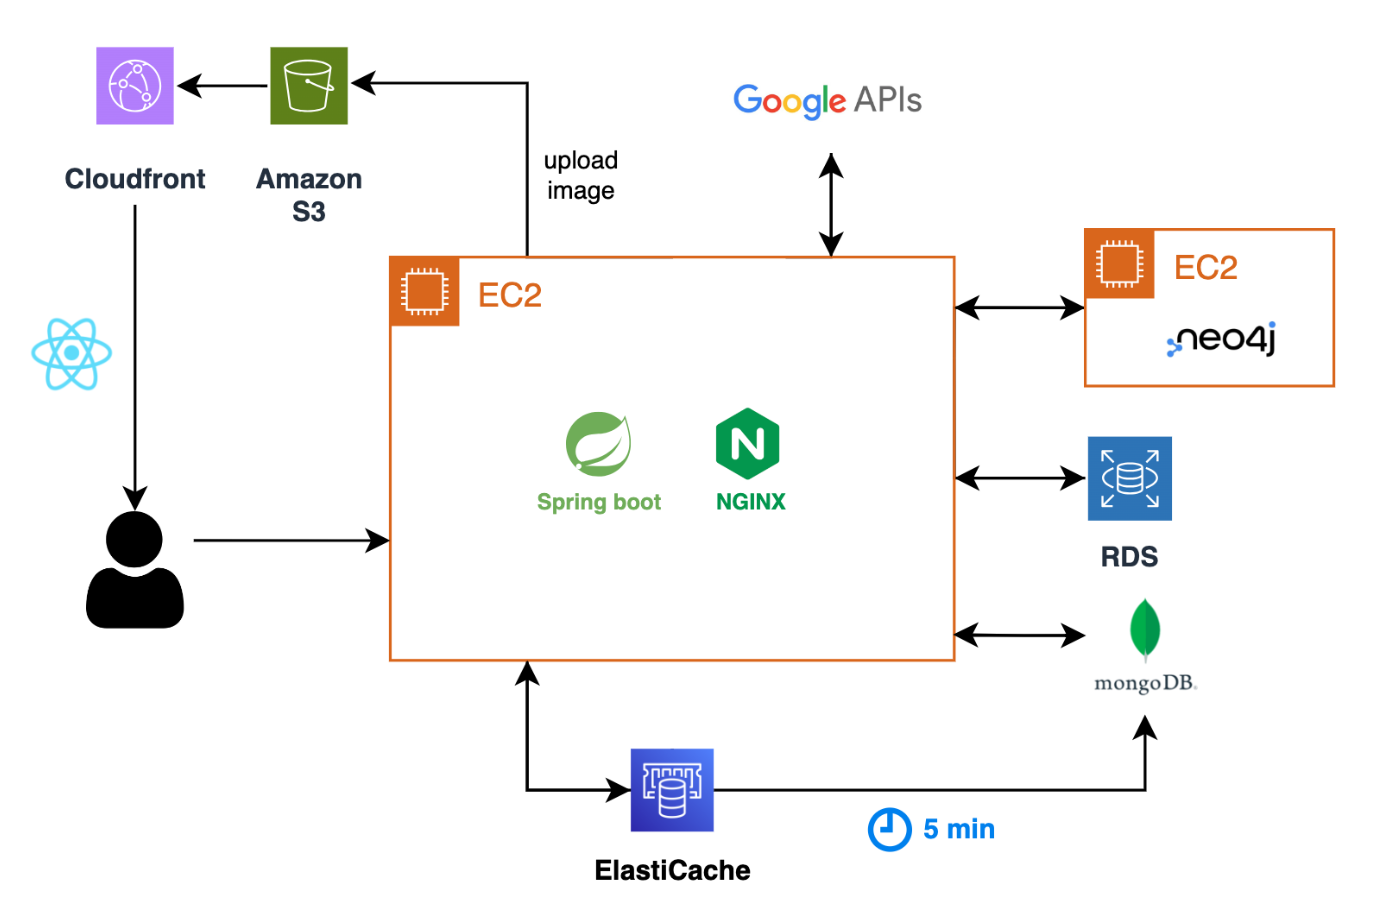 Google APIs
upload
image
Cloudfront
Amazon
S3
EC2
EC2
neo4j
Spring boot
NGINX
RDS
mongoDB.
5 min
ElastiCache